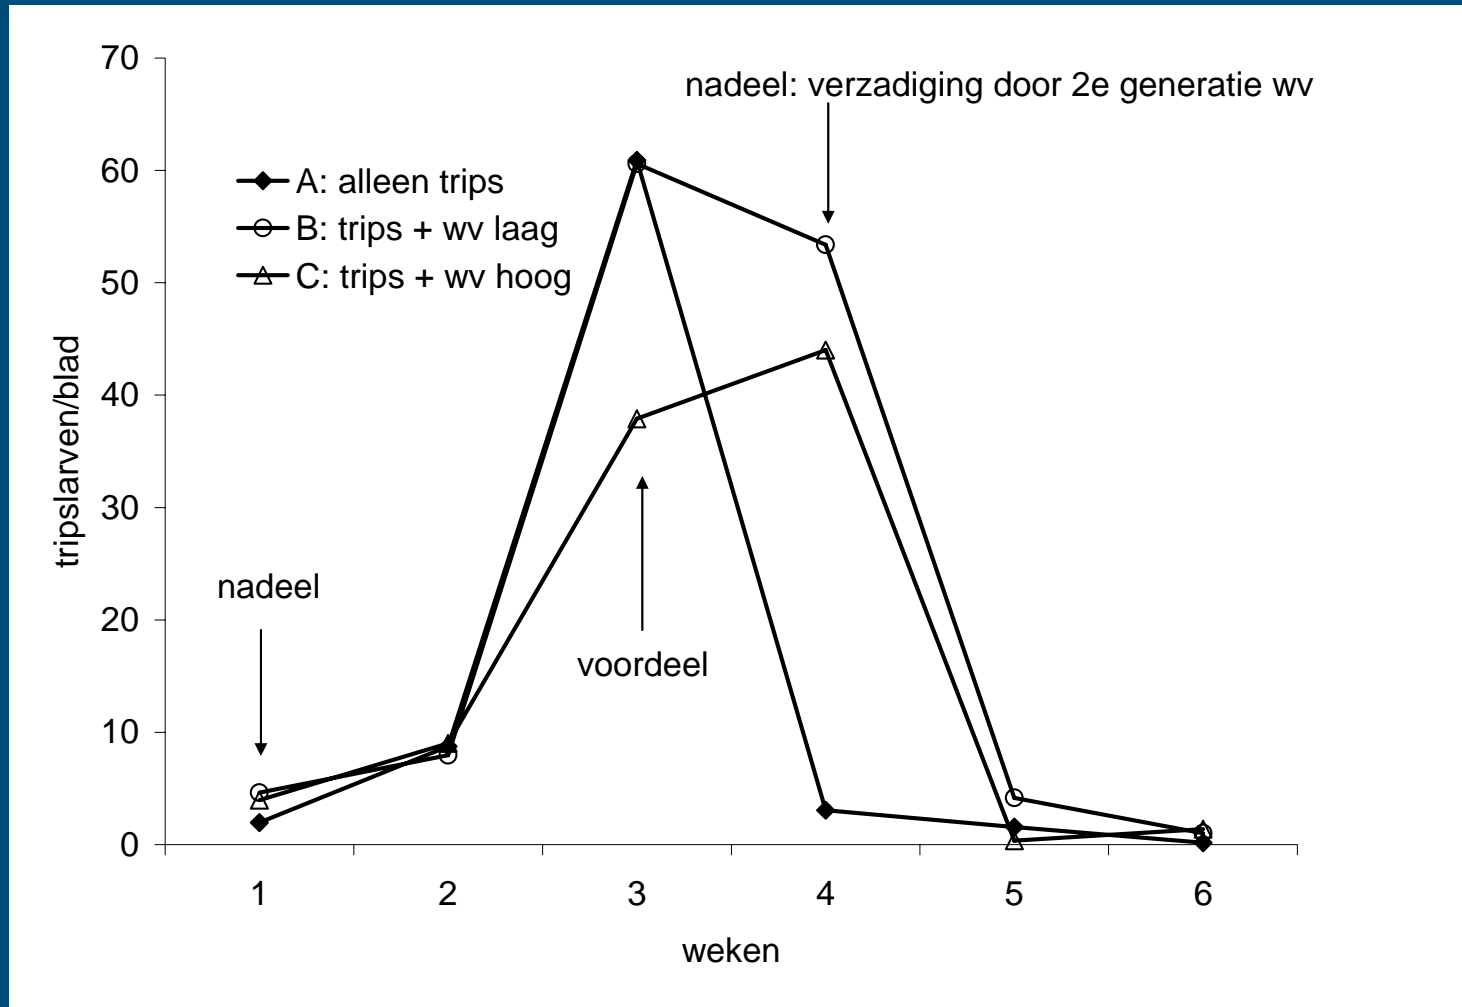 70
nadeel: verzadiging door 2e generatie wv
60
A: alleen trips
B: trips + wv laag
50
C: trips + wv hoog
tripslarven/blad
40
30
nadeel
20
voordeel
10
0
1 2 3 4 5 6
weken